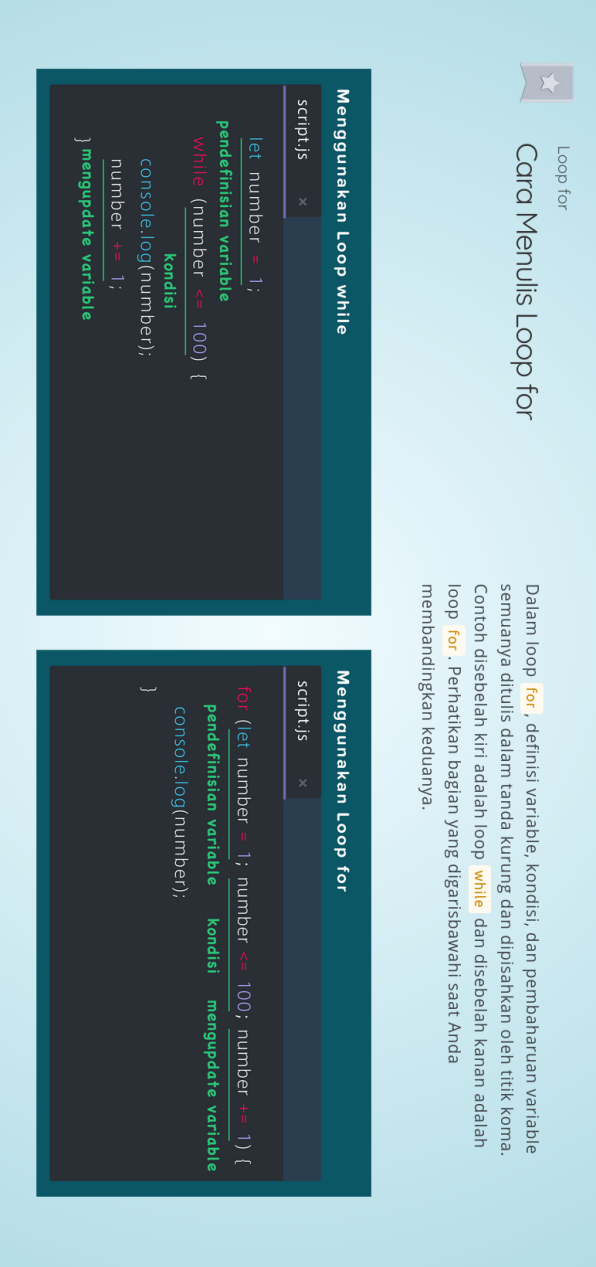 Loop for
Cara Menulis Loop for
Dalam loop for, definisi variable, kondisi, dan pembaharuan variable
semuanya ditulis dalam tanda kurung dan dipisahkan oleh titik koma.
Contoh disebelah kiri adalah loop while dan disebelah kanan adalah
loop for. Perhatikan bagian yang digarisbawahi saat Anda
membandingkan keduanya.
Menggunakan Loop while
script.js ×
let number = 1;
pendefinisian variable
while (number <= 100) {
kondisi
console.log(number);
number += 1;
} mengupdate variable
Menggunakan Loop for
script.js ×
for (let number = 1; number <= 100; number += 1) {
pendefinisian variable kondisi mengupdate variable
console.log(number);
}